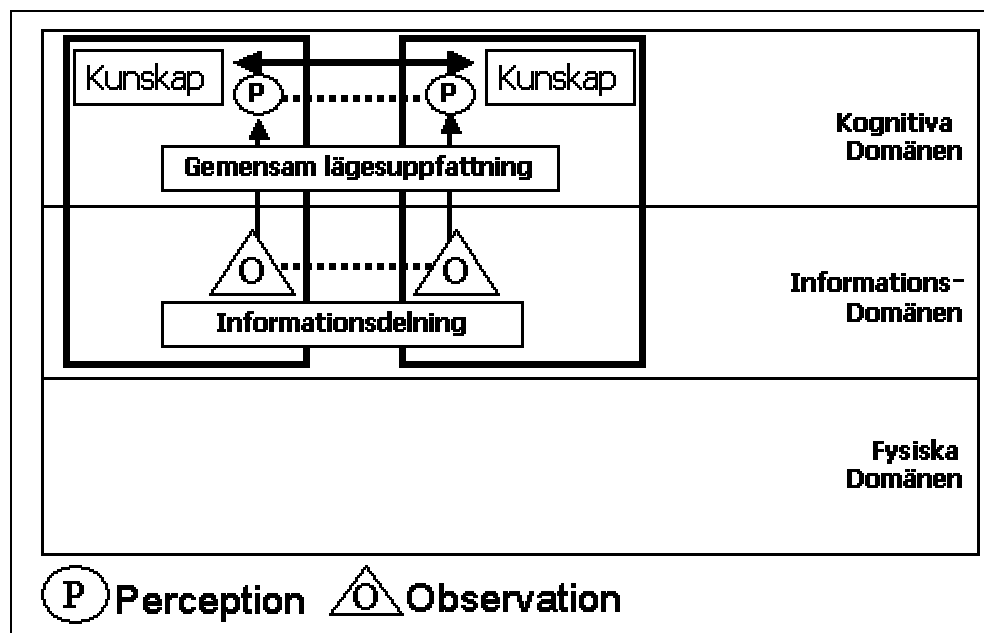 Kunskap
Kunskap
P
P
Gemensam lägesuppfattning
Kognitiva
Domänen
O
O
Informationsdelning
Informations-
Domänen
Fysiska
Domänen
P Perception O Observation